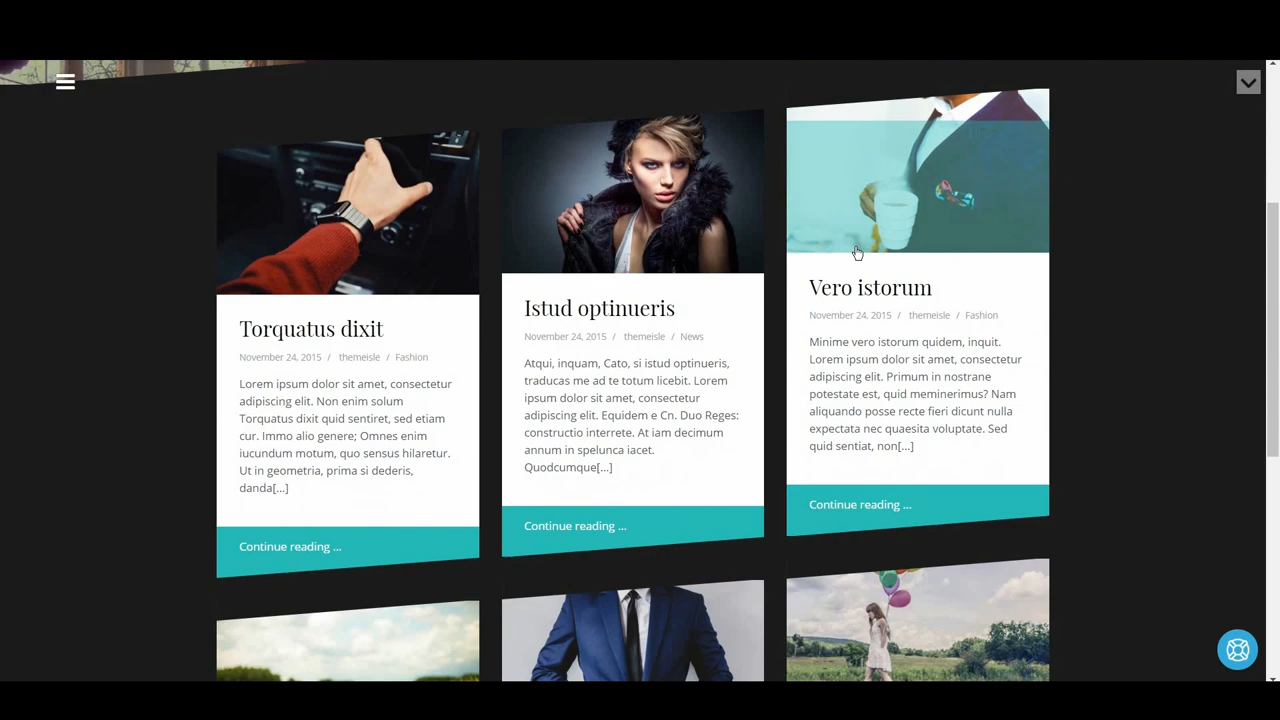 Torquatus dixit
November 24, 2015 / themeisle / Fashion
Lorem ipsum dolor sit amet, consectetur
adipiscing elit. Non enim solum
Torquatus dixit quid sentiret, sed etiam
cur. Immo alio genere; Omnes enim
iucundum motum, quo sensus hilaretur.
Ut in geometria, prima si dederis,
danda[...]
Continue reading ...
Istud optinueris
November 24, 2015 / themeisle / News
Atqui, inquam, Cato, si istud optinueris,
traducas me ad te totum licebit. Lorem
ipsum dolor sit amet, consectetur
adipiscing elit. Equidem e Cn. Duo Reges:
constructio interrete. At iam decimum
annum in spelunca iacet.
Quodcumque[...]
Continue reading ...
Vero istorum
November 24, 2015 / themeisle / Fashion
Minime vero istorum quidem, inquit.
Lorem ipsum dolor sit amet, consectetur
adipiscing elit. Primum in nostrane
potestate est, quid meminerimus? Nam
aliquando posse recte fieri dicunt nulla
expectata nec quaesita voluptate. Sed
quid sentiat, non[...]
Continue reading ...